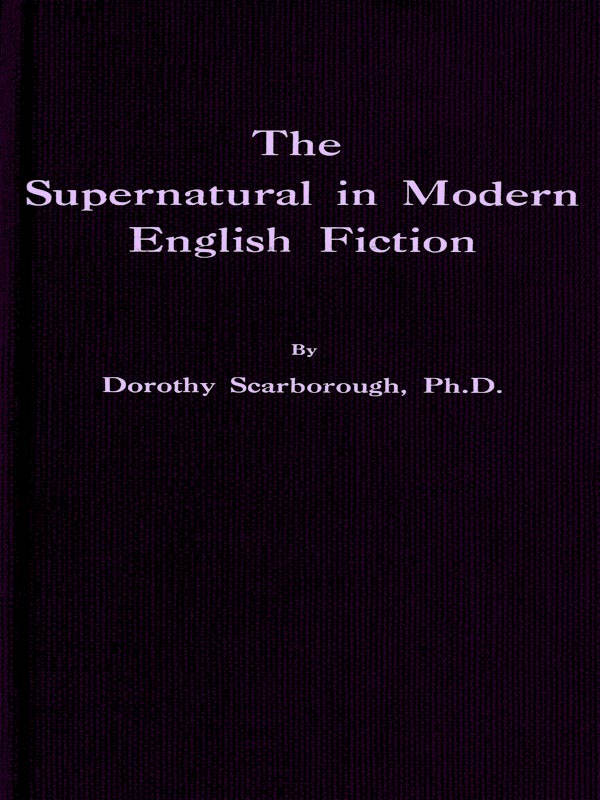 The
Supernatural in Modern
English Fiction
By
Dorothy Scarborough, Ph.D.